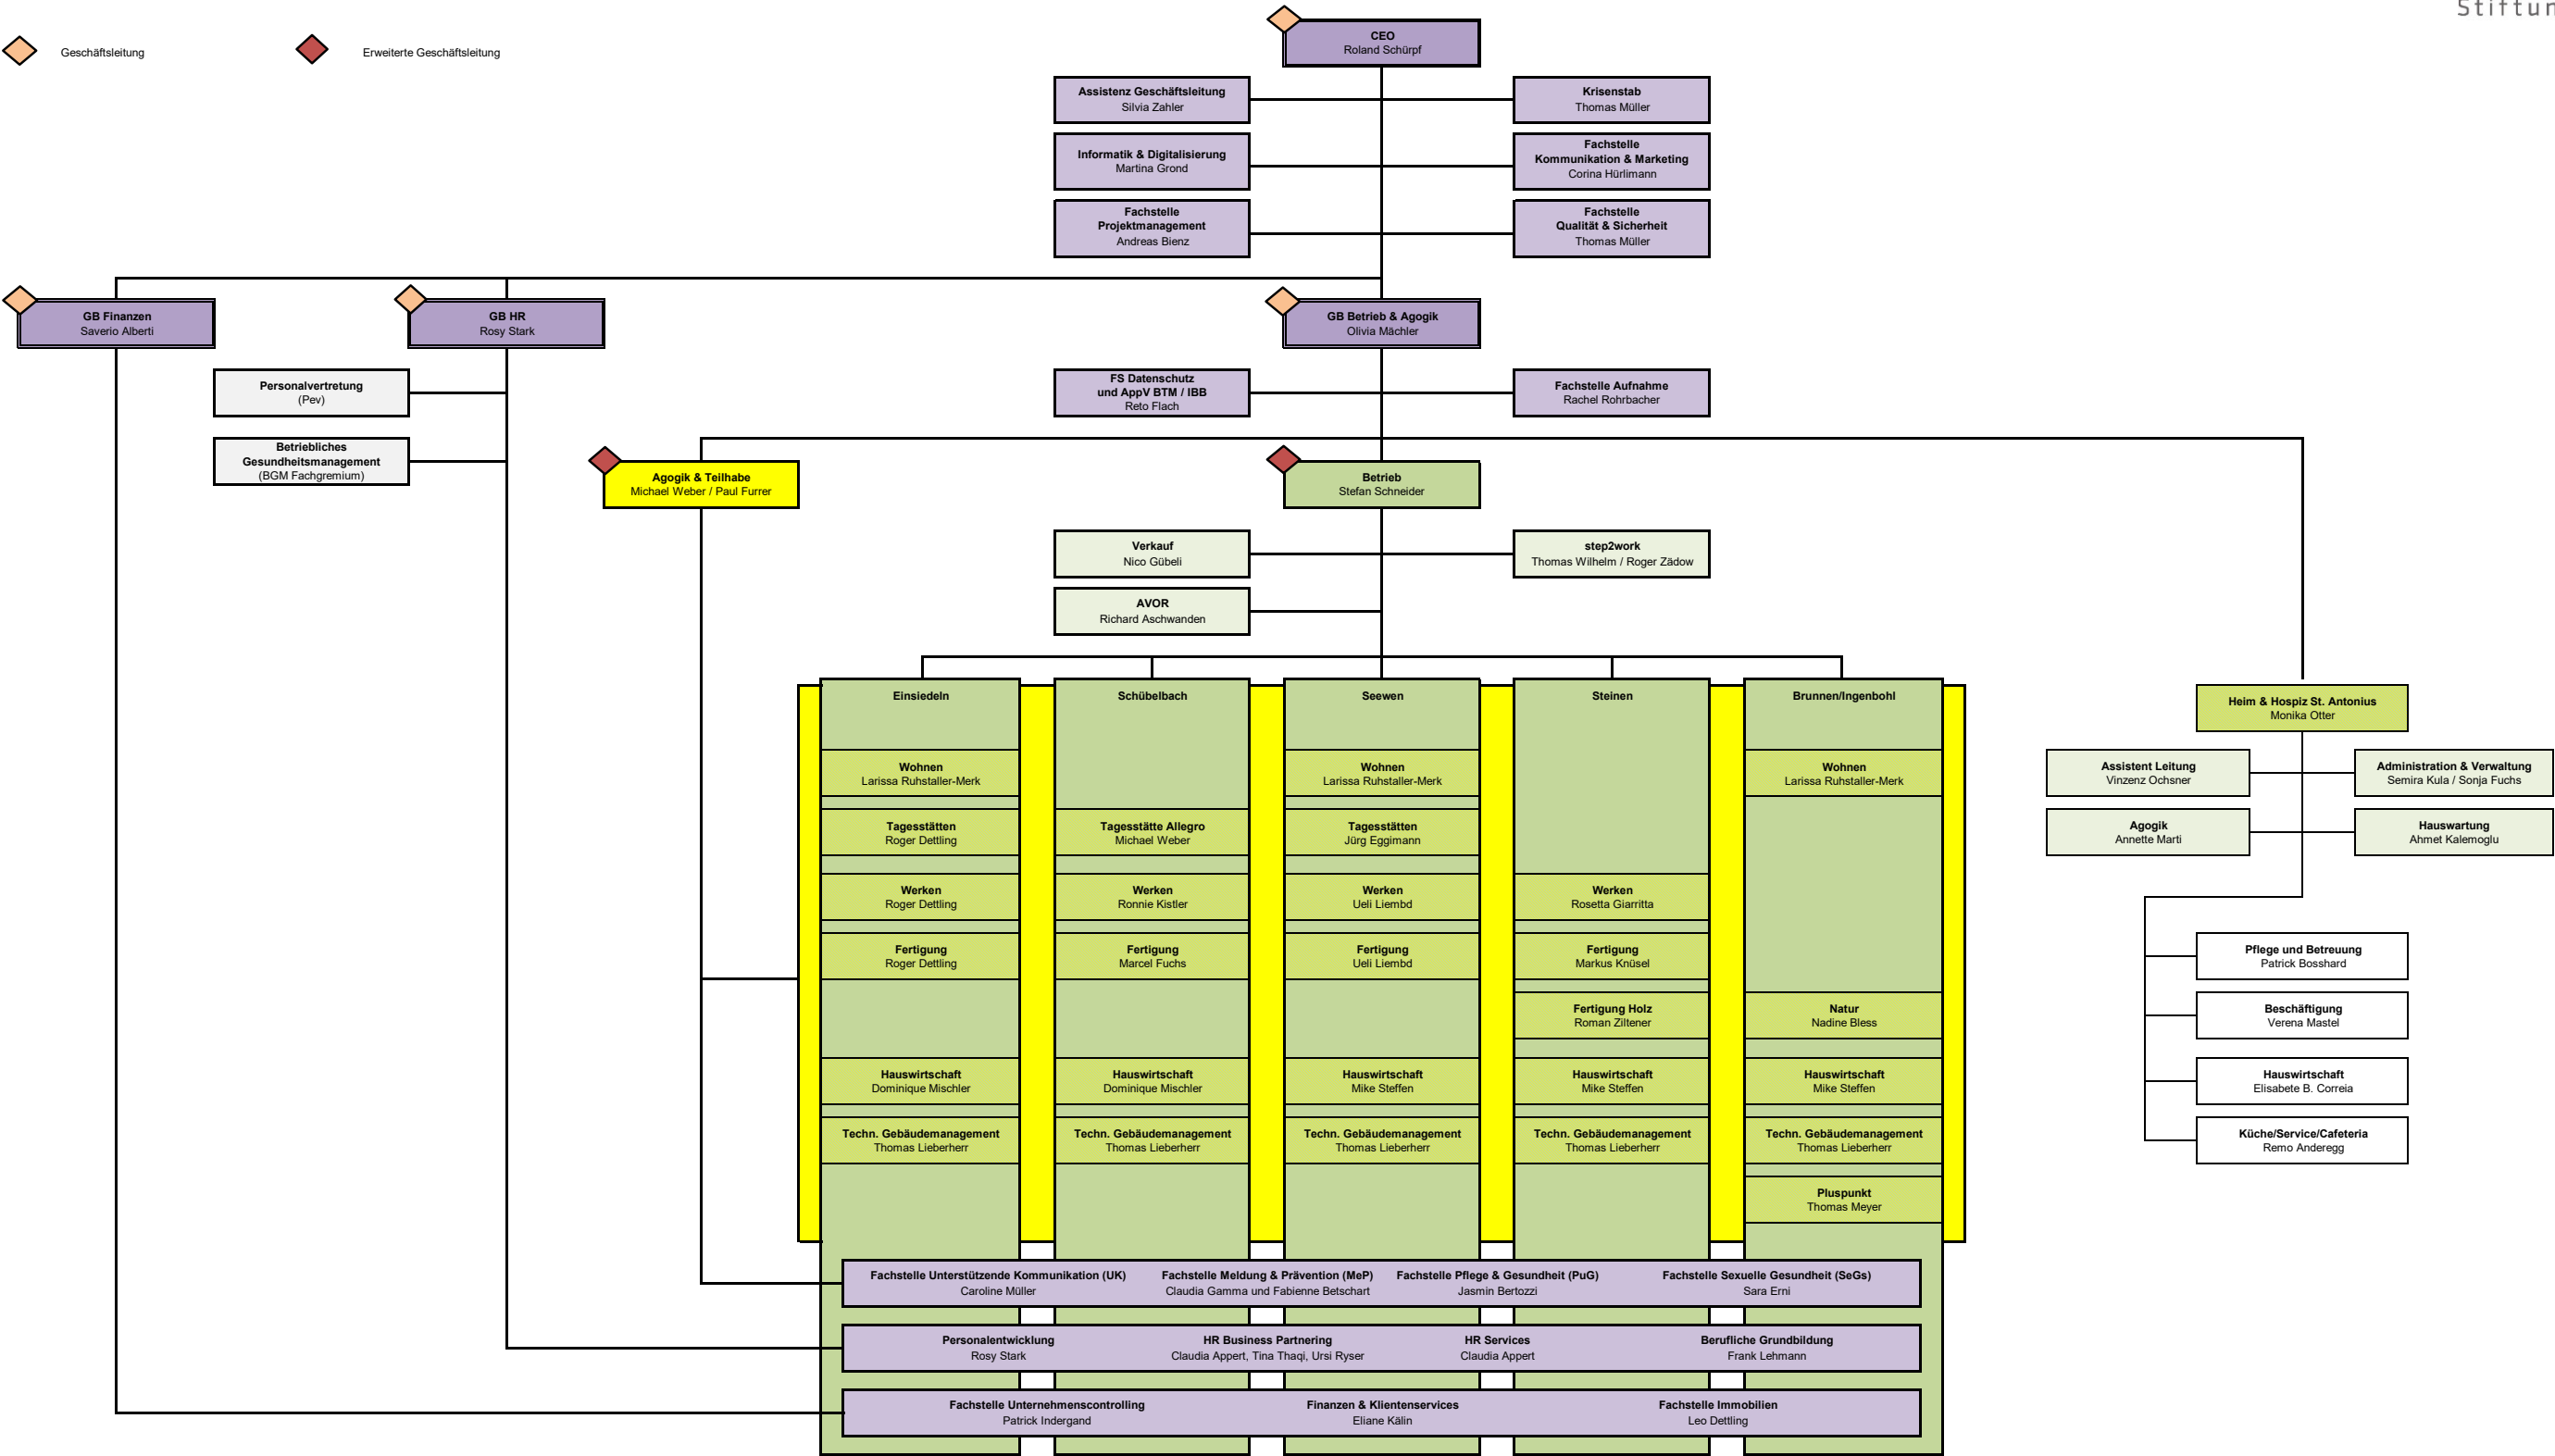 Stiftun
Geschäftsleitung
Erweiterte Geschäftsleitung
CEO
Roland Schürpf
Assistenz Geschäftsleitung
Silvia Zahler
Krisenstab
Thomas Müller
Informatik & Digitalisierung
Martina Grond
Fachstelle
Kommunikation & Marketing
Corina Hürlimann
Fachstelle
Projektmanagement
Andreas Bienz
Fachstelle
Qualität & Sicherheit
Thomas Müller
GB Finanzen
Saverio Alberti
GB HR
Rosy Stark
GB Betrieb & Agogik
Olivia Mächler
Personalvertretung
(Pev)
FS Datenschutz
und AppV BTM / IBB
Reto Flach
Fachstelle Aufnahme
Rachel Rohrbacher
Betriebliches
Gesundheitsmanagement
(BGM Fachgremium)
Agogik & Teilhabe
Michael Weber / Paul Furrer
Betrieb
Stefan Schneider
Verkauf
Nico Gübeli
step2work
Thomas Wilhelm / Roger Zädow
AVOR
Richard Aschwanden
Einsiedeln
Wohnen
Larissa Ruhstaller-Merk
Tagesstätten
Roger Dettling
Werken
Roger Dettling
Fertigung
Roger Dettling
Hauswirtschaft
Dominique Mischler
Techn. Gebäudemanagement
Thomas Lieberherr
Schübelbach
Tagesstätte Allegro
Michael Weber
Werken
Ronnie Kistler
Fertigung
Marcel Fuchs
Hauswirtschaft
Dominique Mischler
Techn. Gebäudemanagement
Thomas Lieberherr
Seewen
Wohnen
Larissa Ruhstaller-Merk
Tagesstätten
Jürg Eggimann
Werken
Ueli Liembd
Fertigung
Ueli Liembd
Hauswirtschaft
Mike Steffen
Techn. Gebäudemanagement
Thomas Lieberherr
Steinen
Werken
Rosetta Giarritta
Fertigung
Markus Knüsel
Fertigung Holz
Roman Ziltener
Hauswirtschaft
Mike Steffen
Techn. Gebäudemanagement
Thomas Lieberherr
Brunnen/Ingenbohl
Wohnen
Larissa Ruhstaller-Merk
Natur
Nadine Bless
Hauswirtschaft
Mike Steffen
Techn. Gebäudemanagement
Thomas Lieberherr
Pluspunkt
Thomas Meyer
Heim & Hospiz St. Antonius
Monika Otter
Assistent Leitung
Vinzenz Ochsner
Administration & Verwaltung
Semira Kula / Sonja Fuchs
Agogik
Annette Marti
Hauswartung
Ahmet Kalemoglu
Pflege und Betreuung
Patrick Bosshard
Beschäftigung
Verena Mastel
Hauswirtschaft
Elisabete B. Correia
Küche/Service/Cafeteria
Remo Anderegg
Fachstelle Unterstützende Kommunikation (UK)
Caroline Müller
Fachstelle Meldung & Prävention (MeP)
Claudia Gamma und Fabienne Betschart
Fachstelle Pflege & Gesundheit (PuG)
Jasmin Bertozzi
Fachstelle Sexuelle Gesundheit (SeGs)
Sara Erni
Personalentwicklung
Rosy Stark
HR Business Partnering
Claudia Appert, Tina Thaqi, Ursi Ryser
HR Services
Claudia Appert
Berufliche Grundbildung
Frank Lehmann
Fachstelle Unternehmenscontrolling
Patrick Indergand
Finanzen & Klientenservices
Eliane Kälin
Fachstelle Immobilien
Leo Dettling